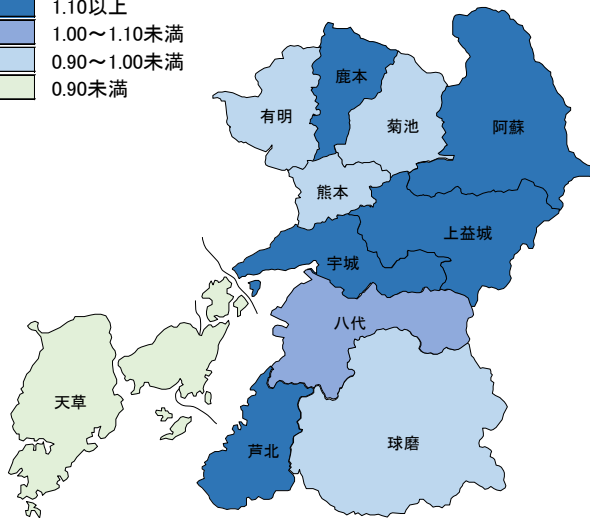 1.10以上
1.00～1.10未満
0.90～1.00未満
0.90未満
鹿本
有明
菊池
阿蘇
熊本
上益城
宇城
八代
天草
芦北
球磨